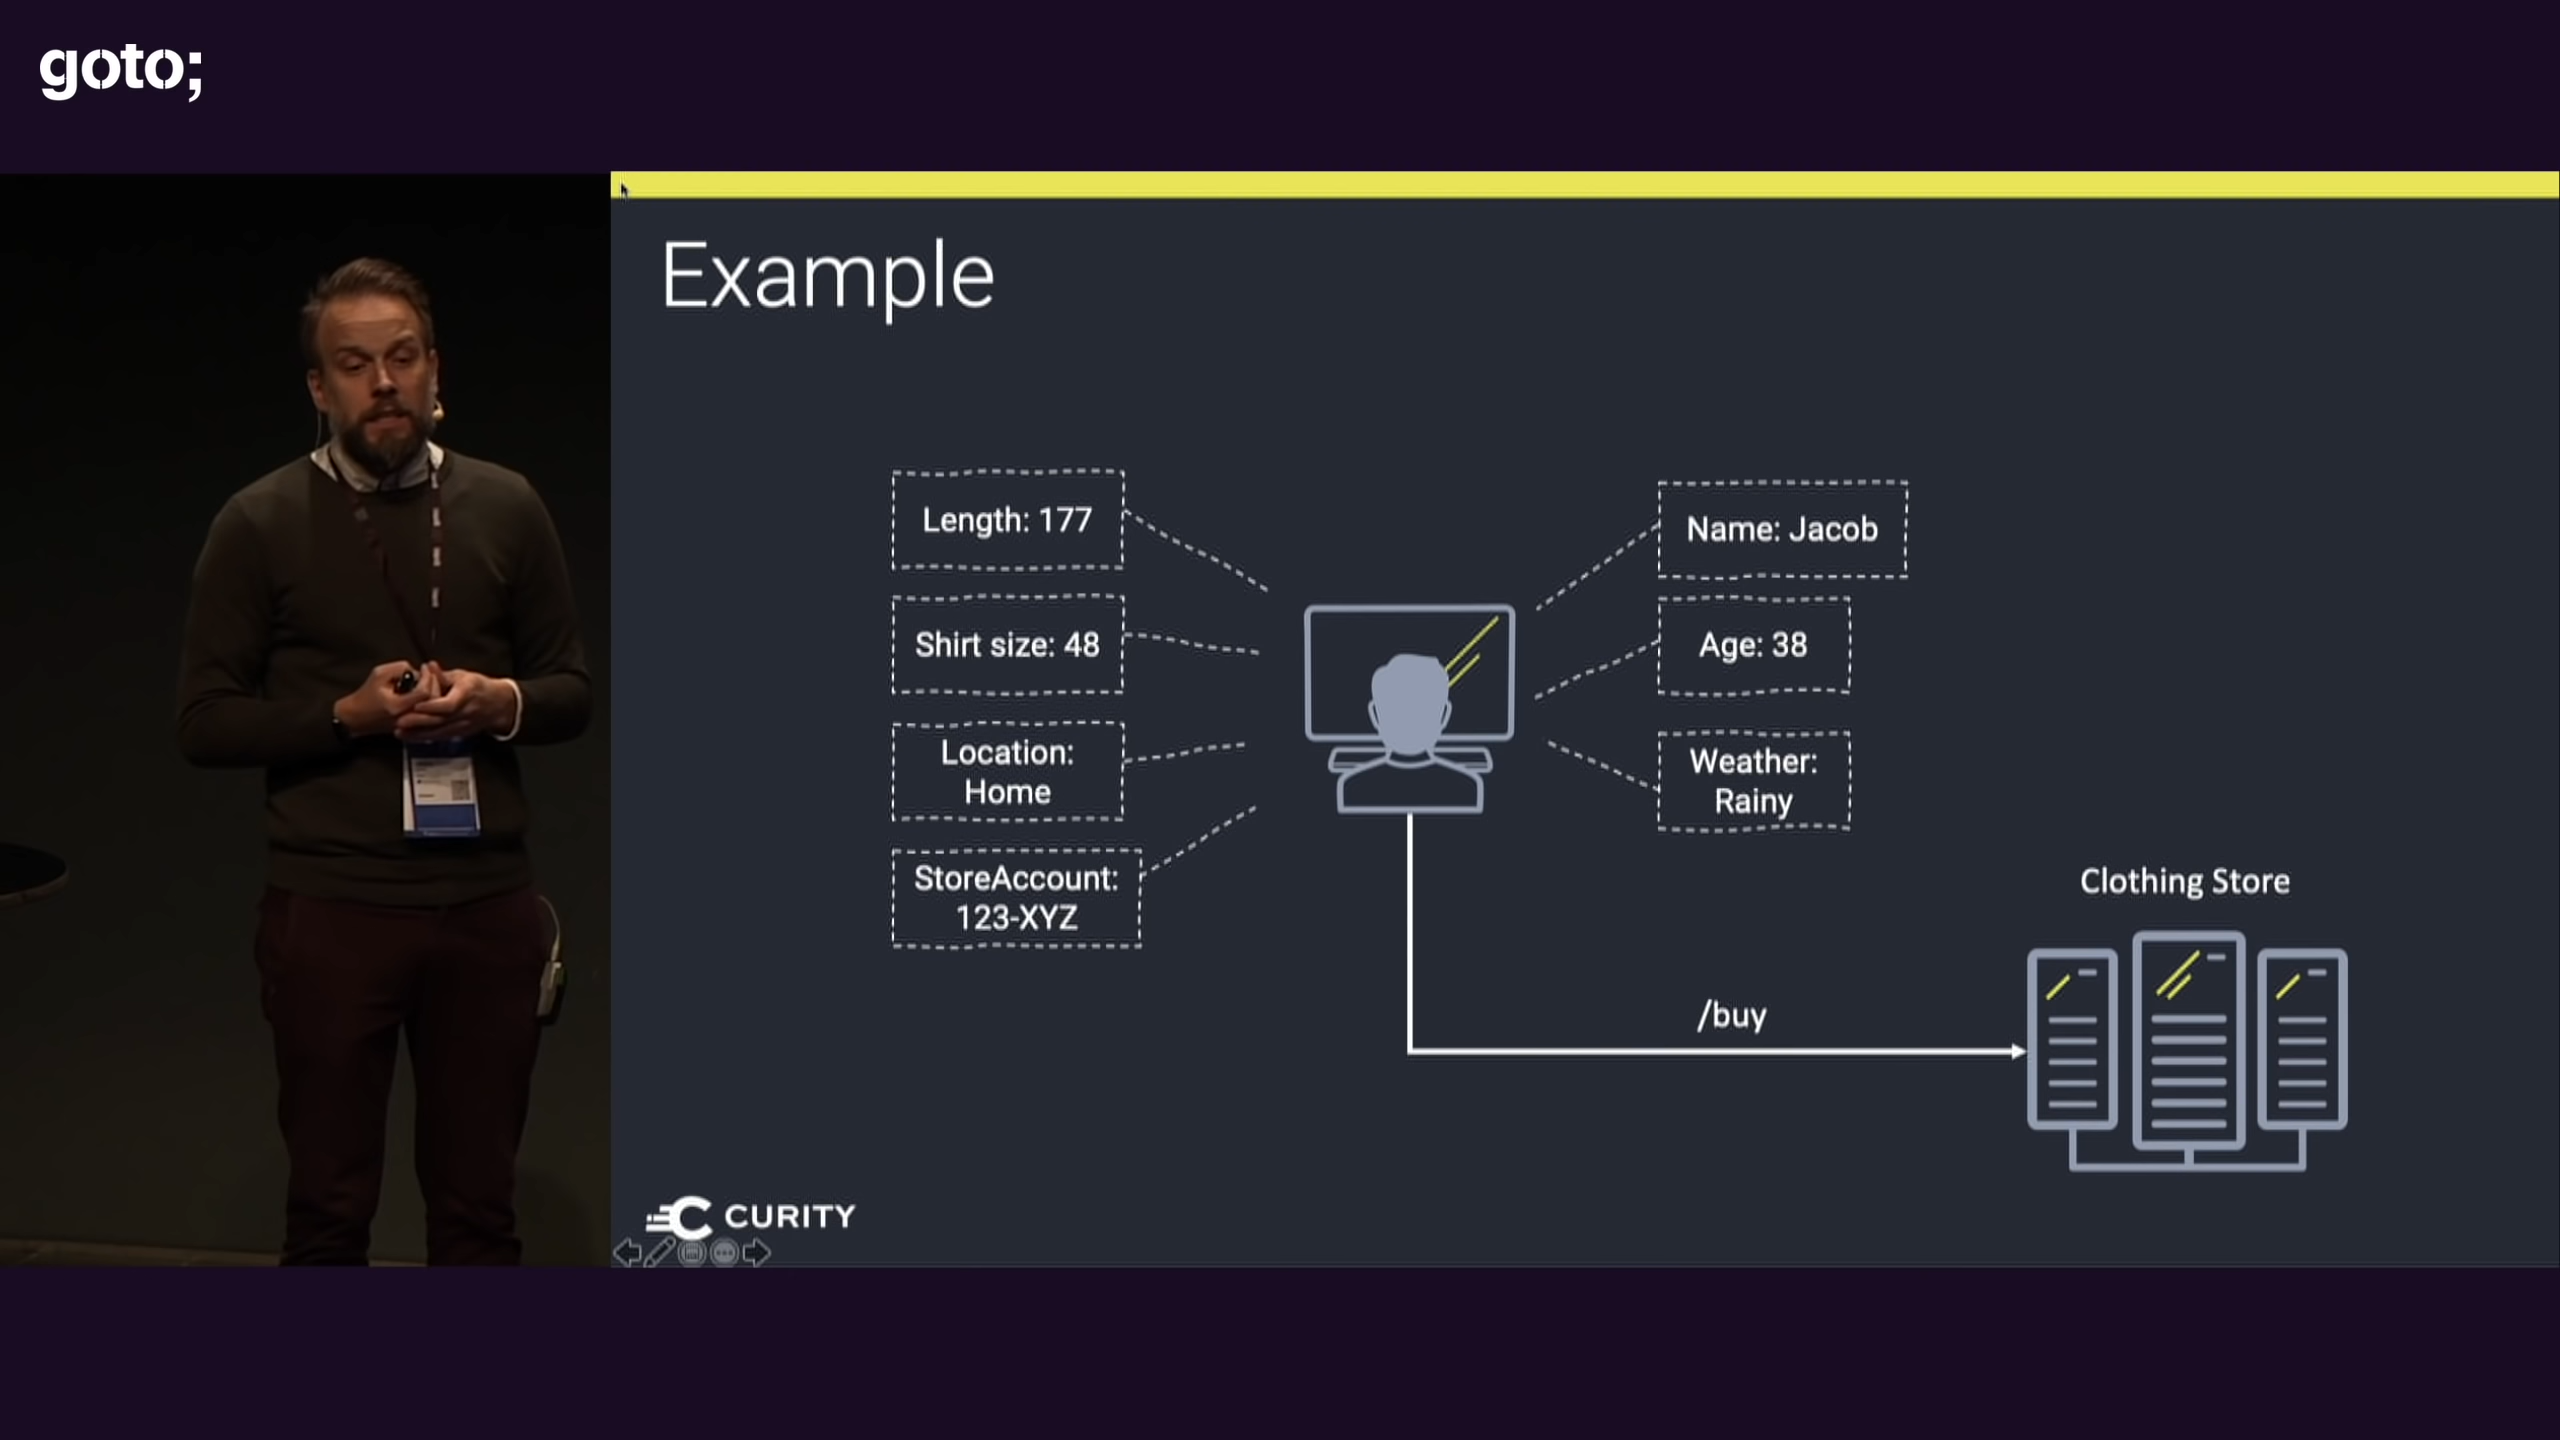 goto;
Example
Length: 177
Shirt size: 48
Location:
Home
StoreAccount:
123-XYZ
Name: Jacob
Age: 38
Weather:
Rainy
Clothing Store
/buy
CURITY